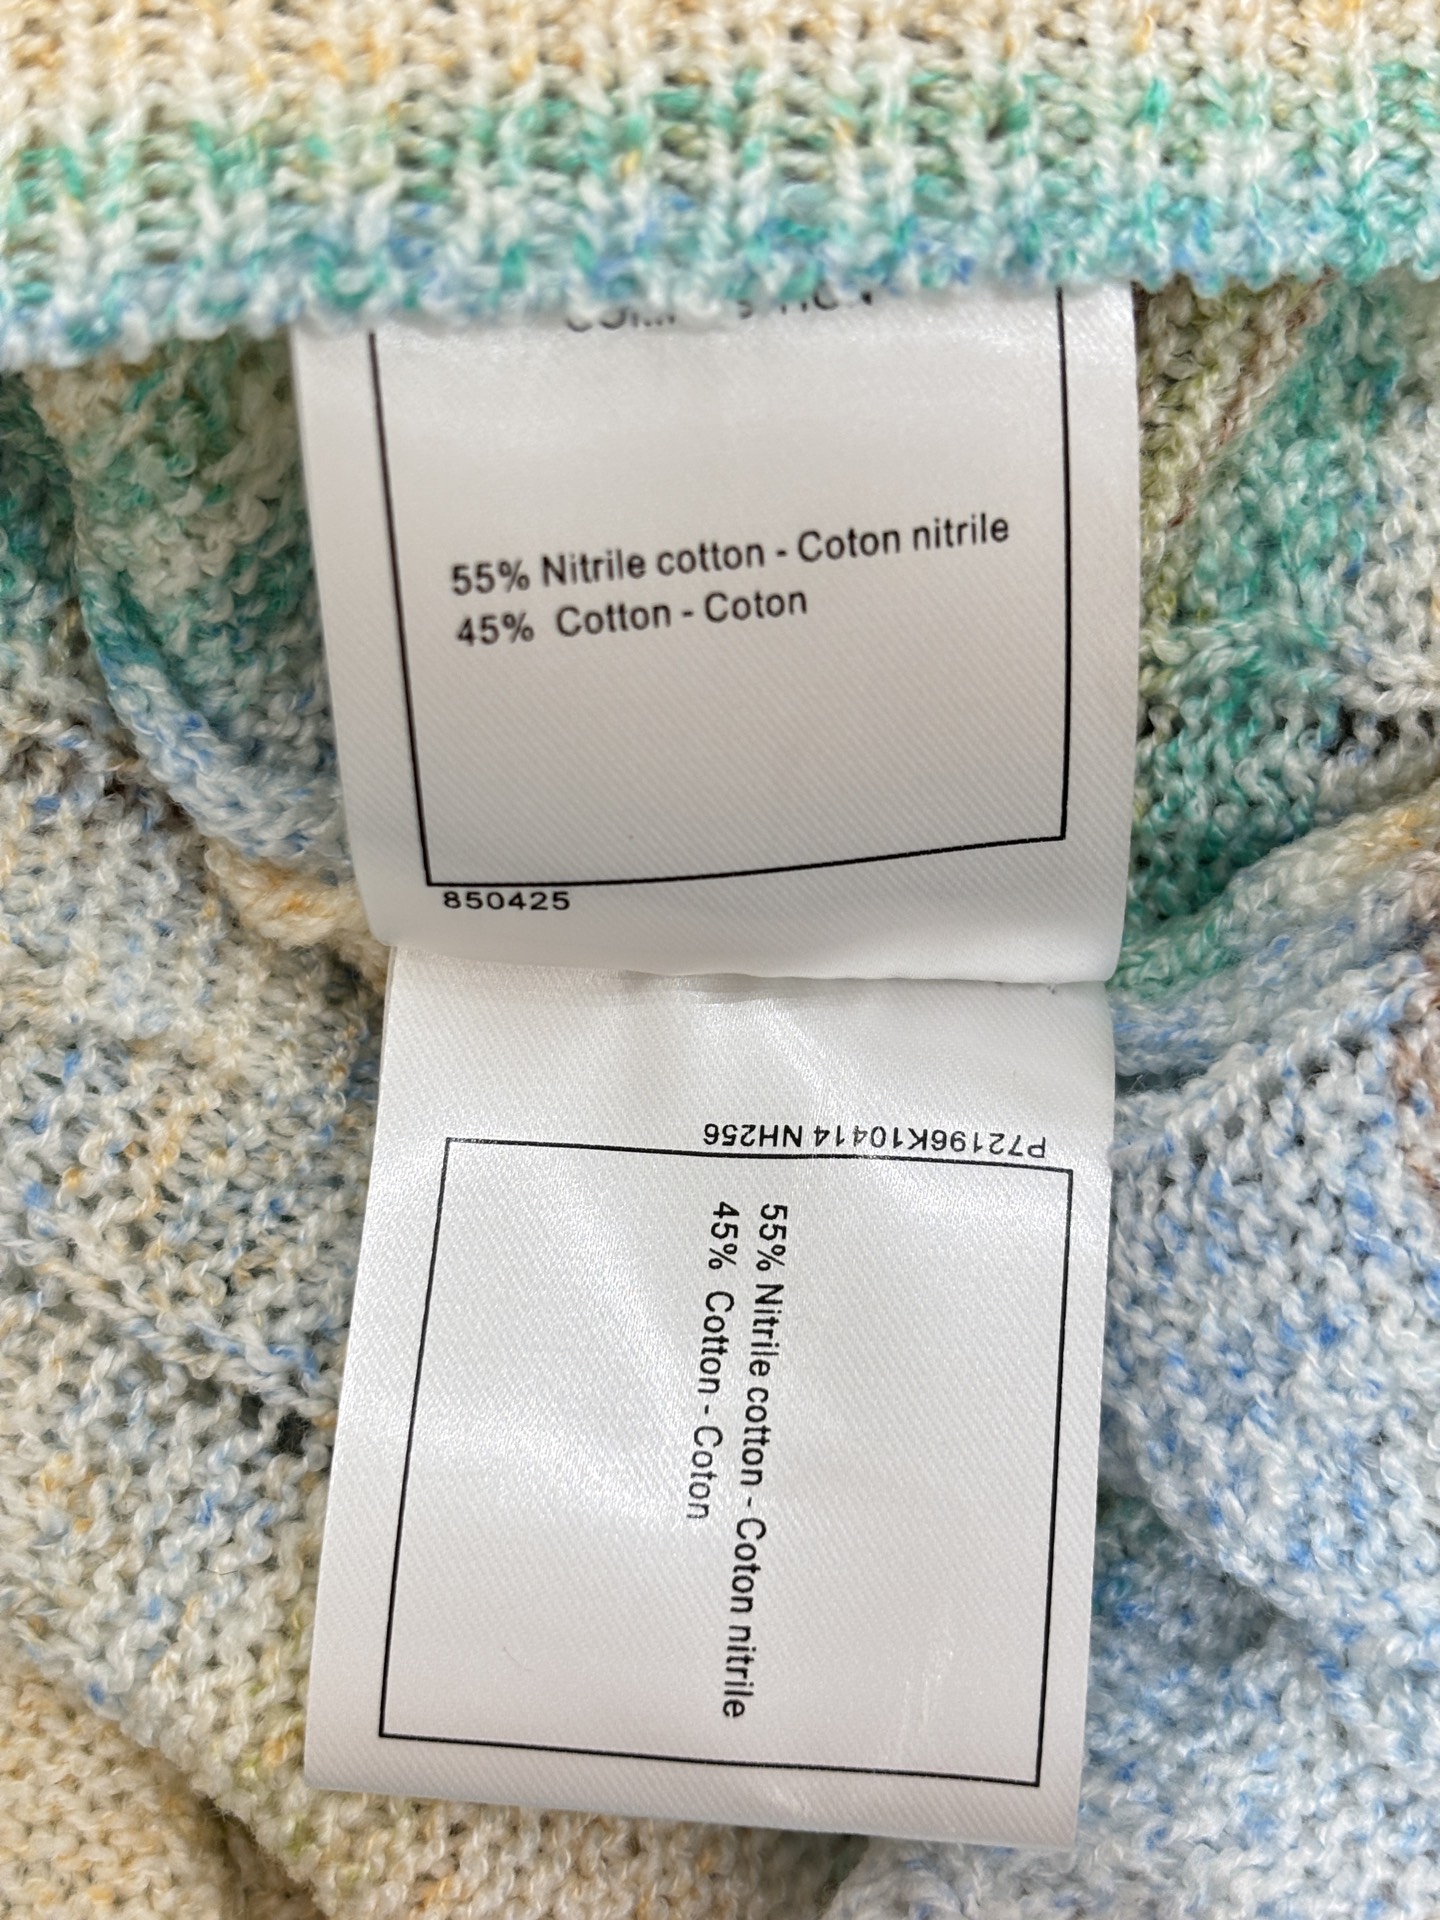 55% Nitrile cotton - Coton nitrile
45% Cotton - Coton
850425
P72196K10414 NH256
55% Nitrile cotton - Coton nitrile
45% Cotton - Coton